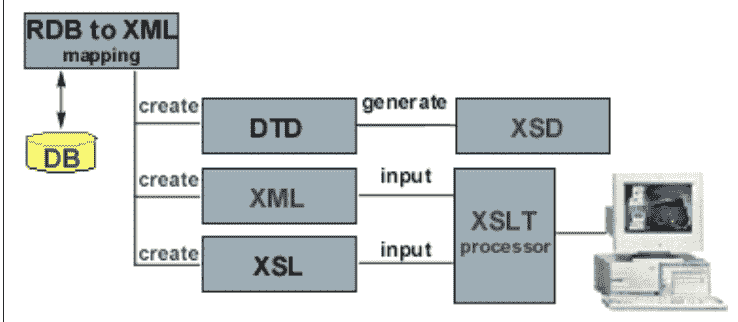 RDB to XML
mapping
create
DTD
generate
XSD
DB
create
XML
input
XSLT
processor
create
XSL
input